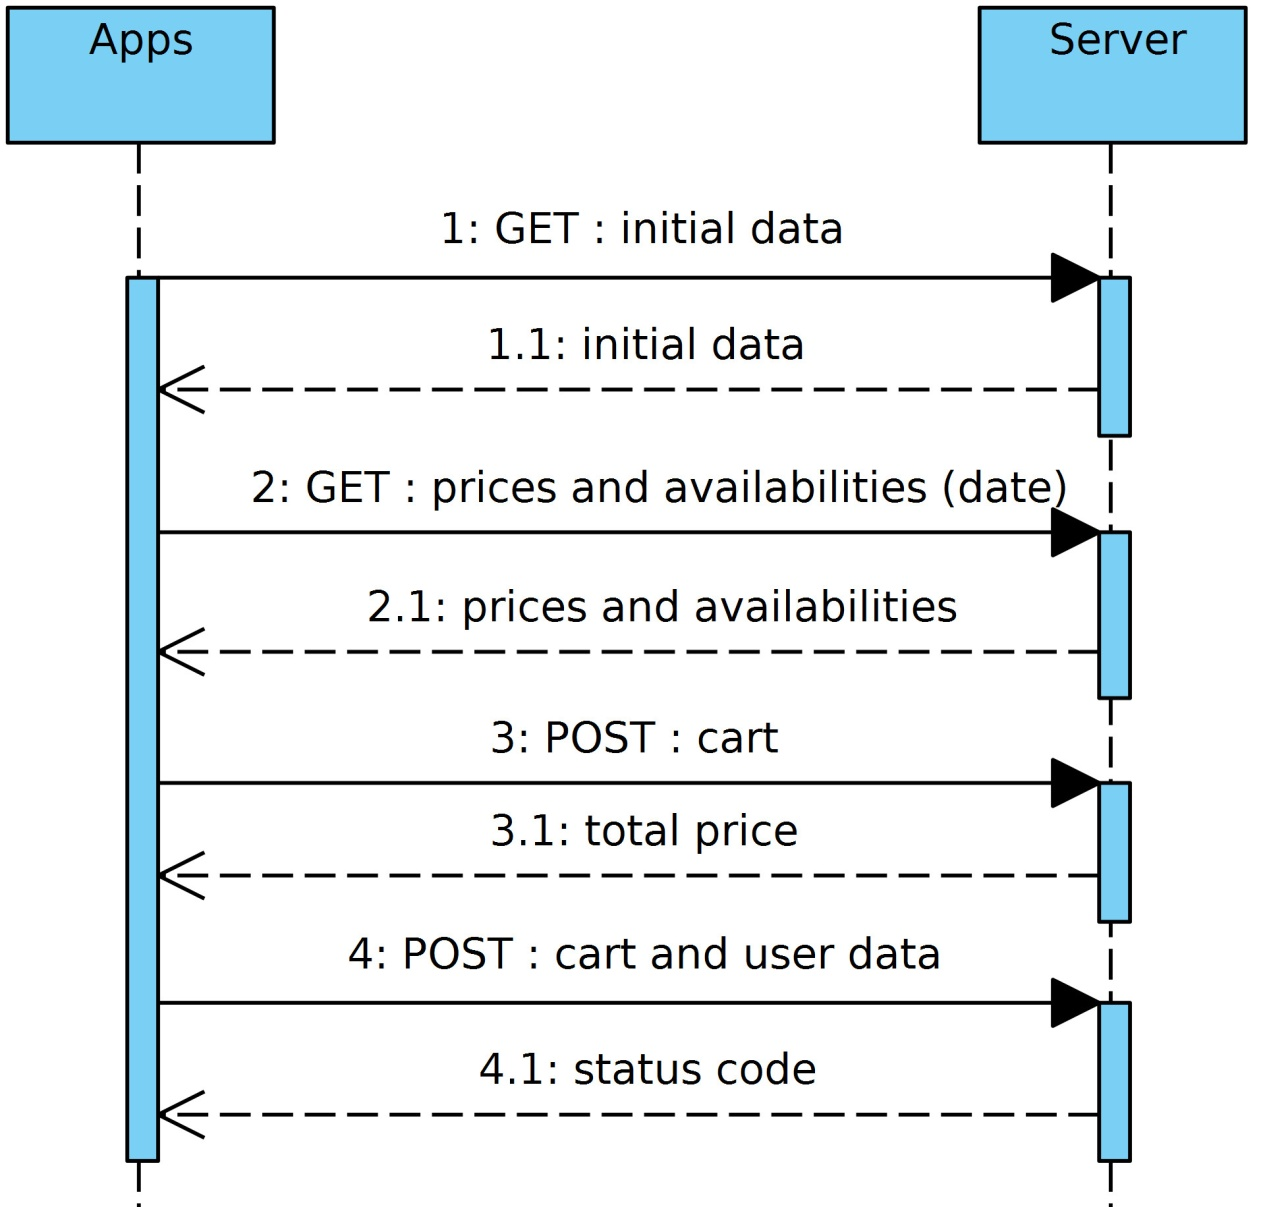 Apps
Server
1: GET : initial data
1.1: initial data
2: GET : prices and availabilities (date)
2.1: prices and availabilities
3: POST : cart
3.1: total price
4: POST : cart and user data
4.1: status code